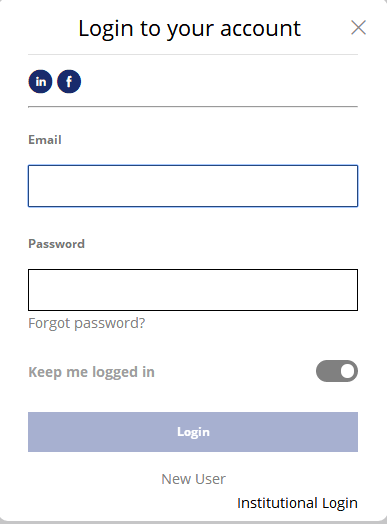 Login to your account
in f
Email
Password
Forgot password?
Keep me logged in
Login
New User
Institutional Login